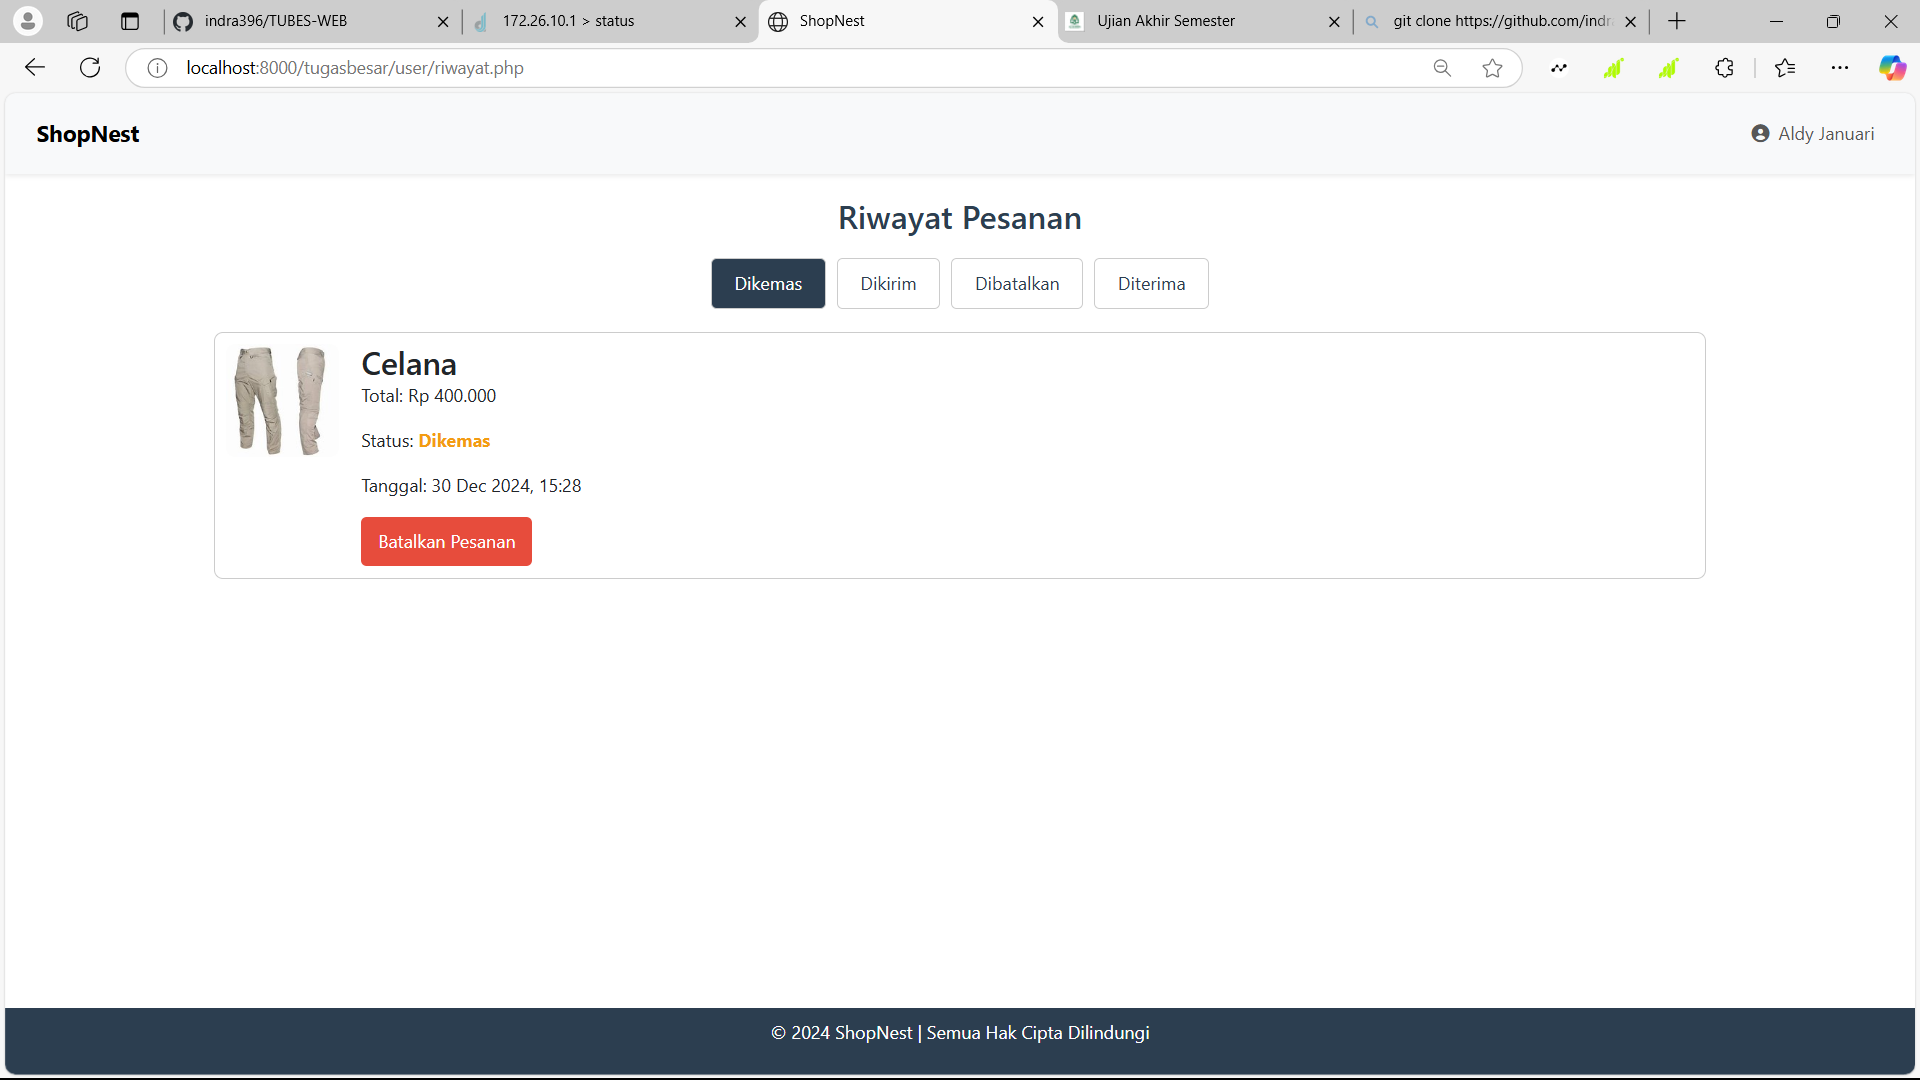 indra396/TUBES-WEB
172.26.10.1 > status
ShopNest
Ujian Akhir Semester
git clone https://github.com/indr
localhost:8000/tugasbesar/user/riwayat.php
ShopNest
Aldy Januari
Riwayat Pesanan
Dikemas
Dikirim
Dibatalkan
Diterima
Celana
Total: Rp 400.000
Status: Dikemas
Tanggal: 30 Dec 2024, 15:28
Batalkan Pesanan
© 2024 ShopNest | Semua Hak Cipta Dilindungi